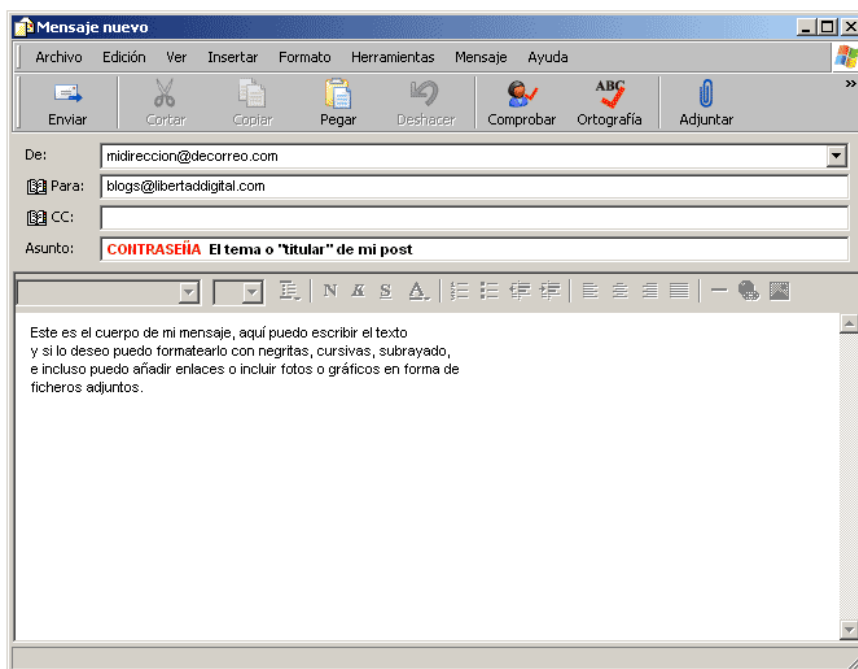 Mensaje nuevo
Archivo Edición Ver Insertar Formato Herramientas Mensaje Ayuda
ABC »
Enviar Cortar Copiar Pegar Deshacer Comprobar Ortografía Adjuntar
De: midireccion@decorreo.com
Para: blogs@libertaddigital.com
CC:
Asunto: CONTRASEÑA El tema o "titular" de mi post
N K S A
Este es el cuerpo de mi mensaje, aquí puedo escribir el texto
y si lo deseo puedo formatearlo con negritas, cursivas, subrayado,
e incluso puedo añadir enlaces o incluir fotos o gráficos en forma de
ficheros adjuntos.